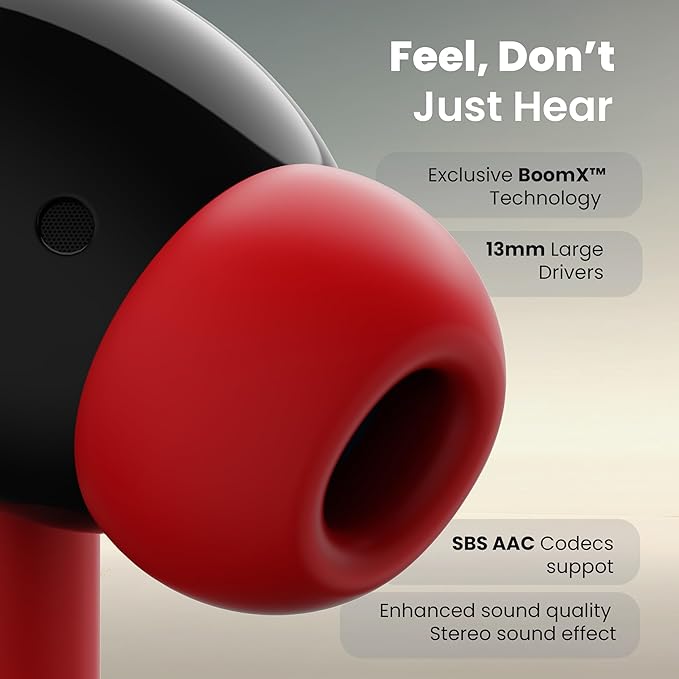 Feel, Don’t
Just Hear
Exclusive BoomX™
Technology
13mm Large
Drivers
SBS AAC Codecs
suppot
Enhanced sound quality
Stereo sound effect